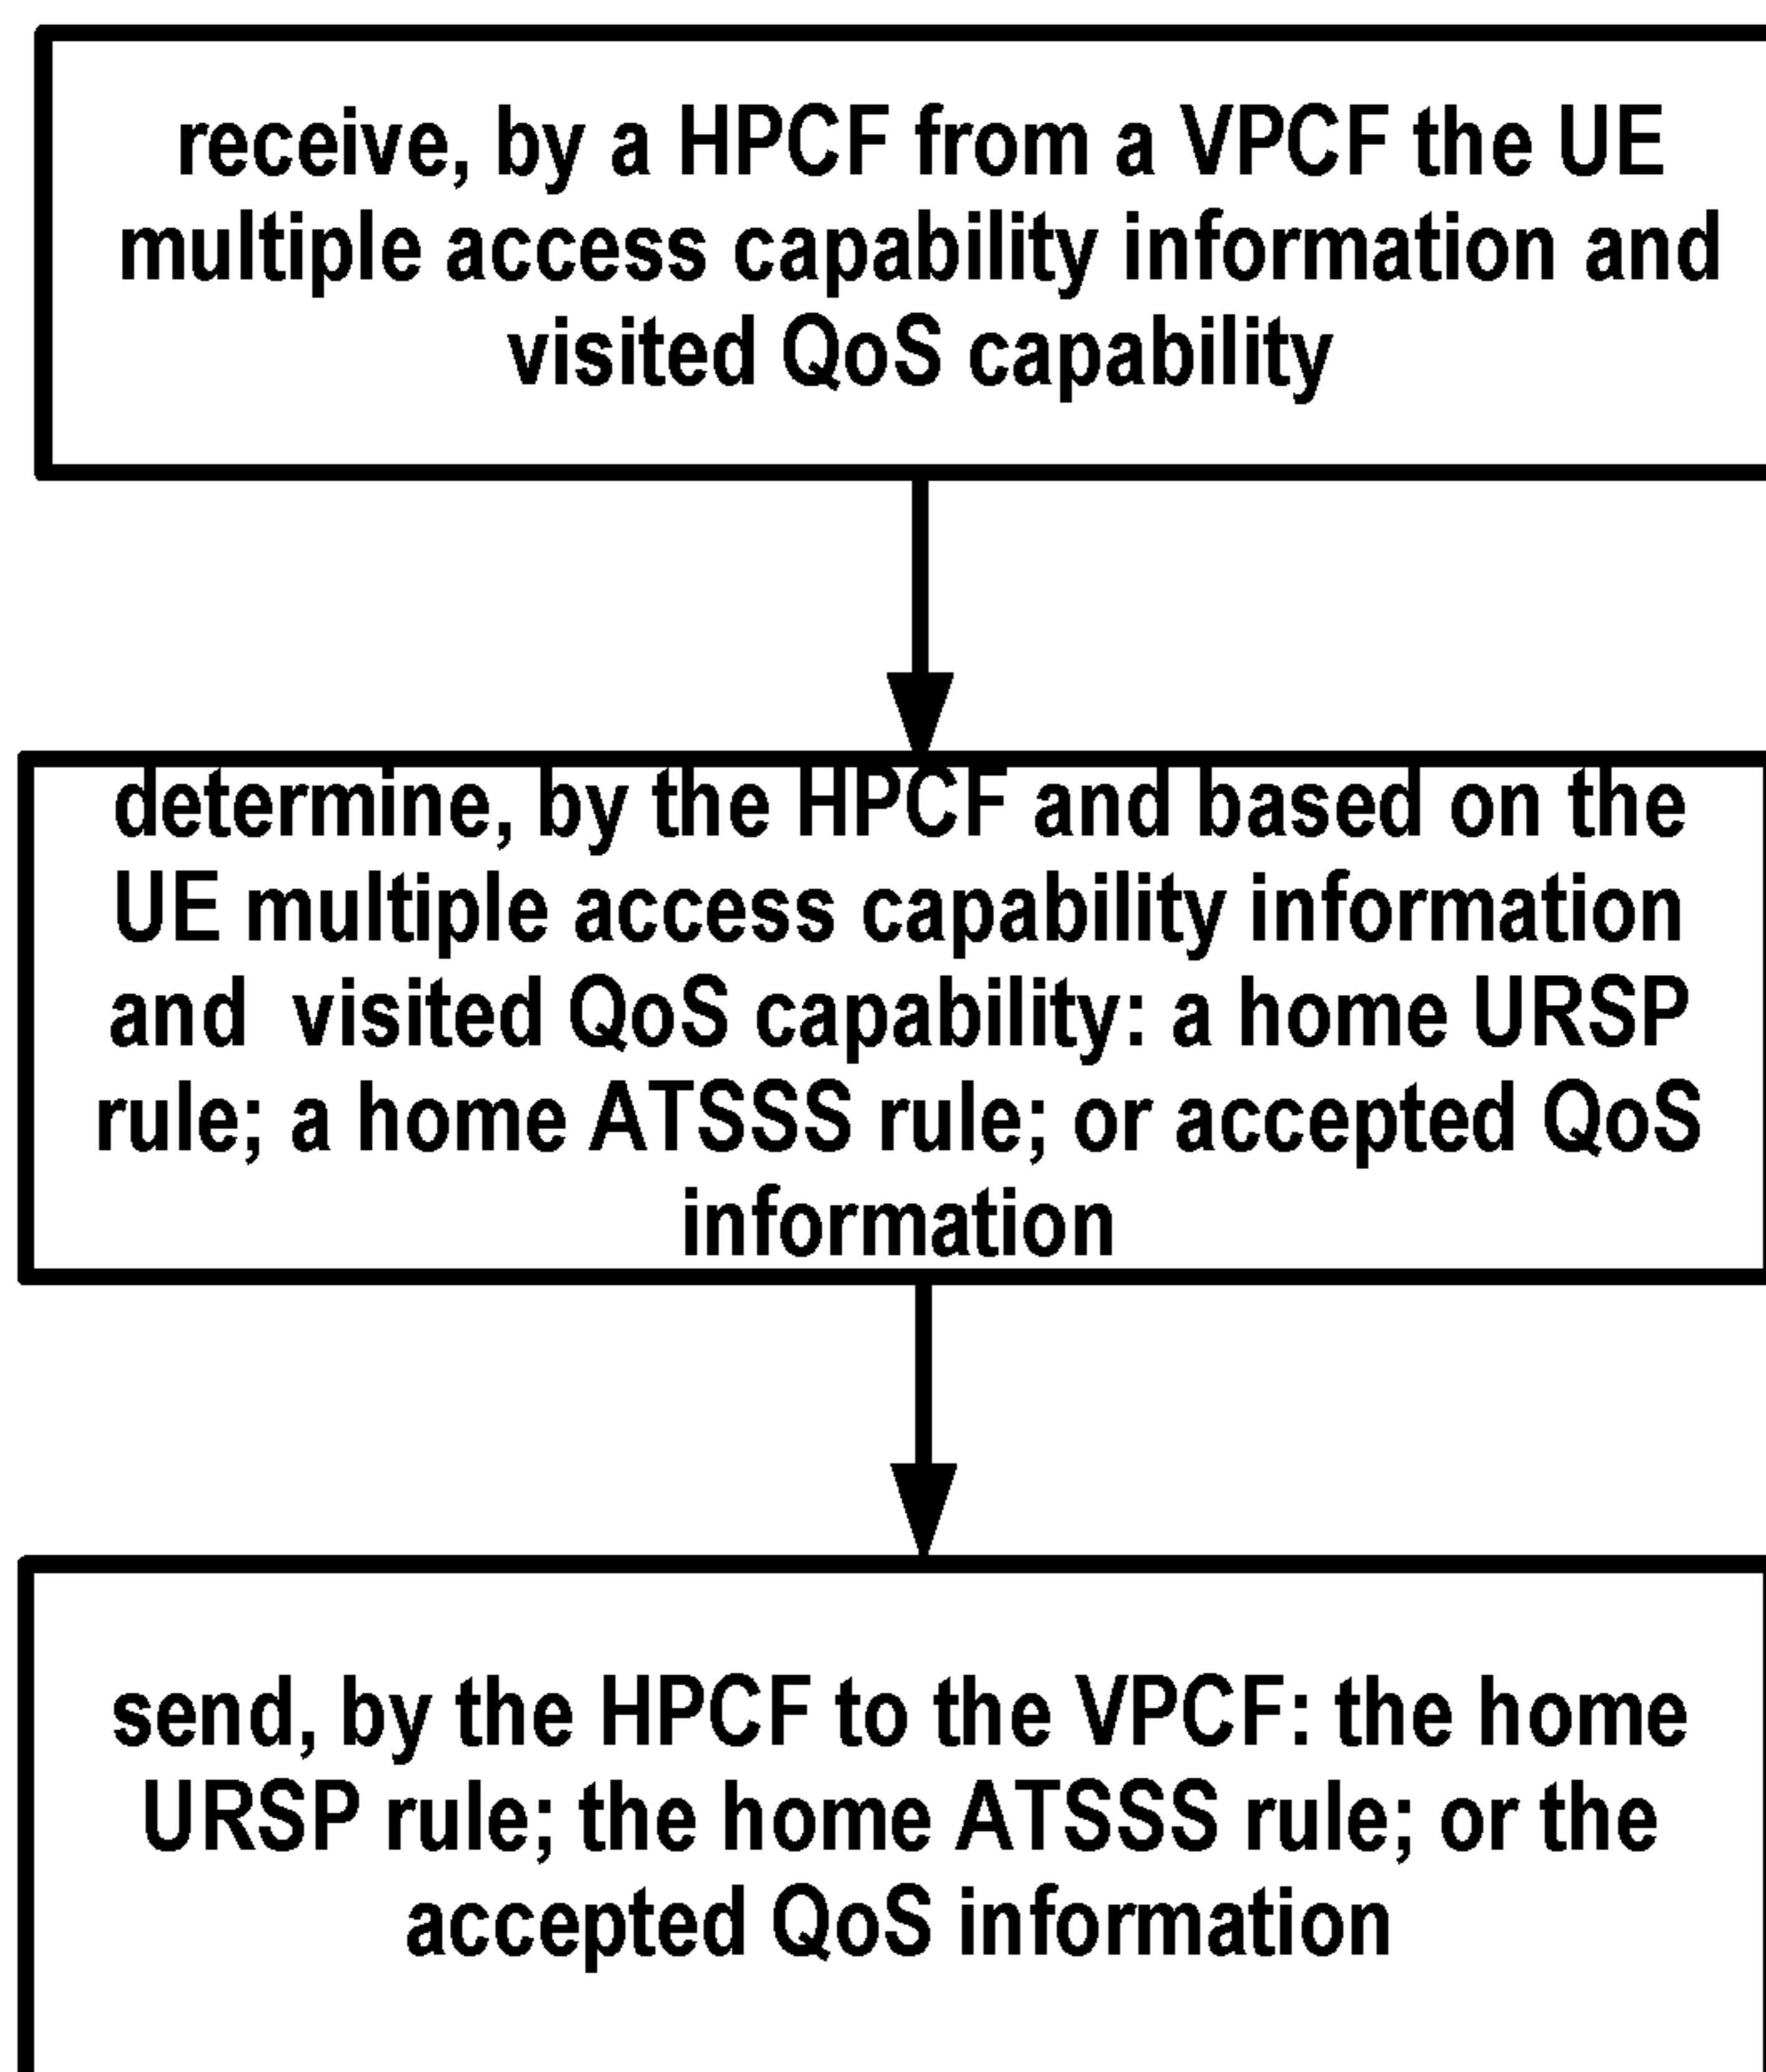 receive, by a HPCF from a VPCF the UE
multiple access capability information and
visited QoS capability
determine, by the HPCF and based on the
UE multiple access capability information
and visited QoS capability: a home URSP
rule; a home ATSSS rule; or accepted QoS
information
send, by the HPCF to the VPCF: the home
URSP rule; the home ATSSS rule; or the
accepted QoS information